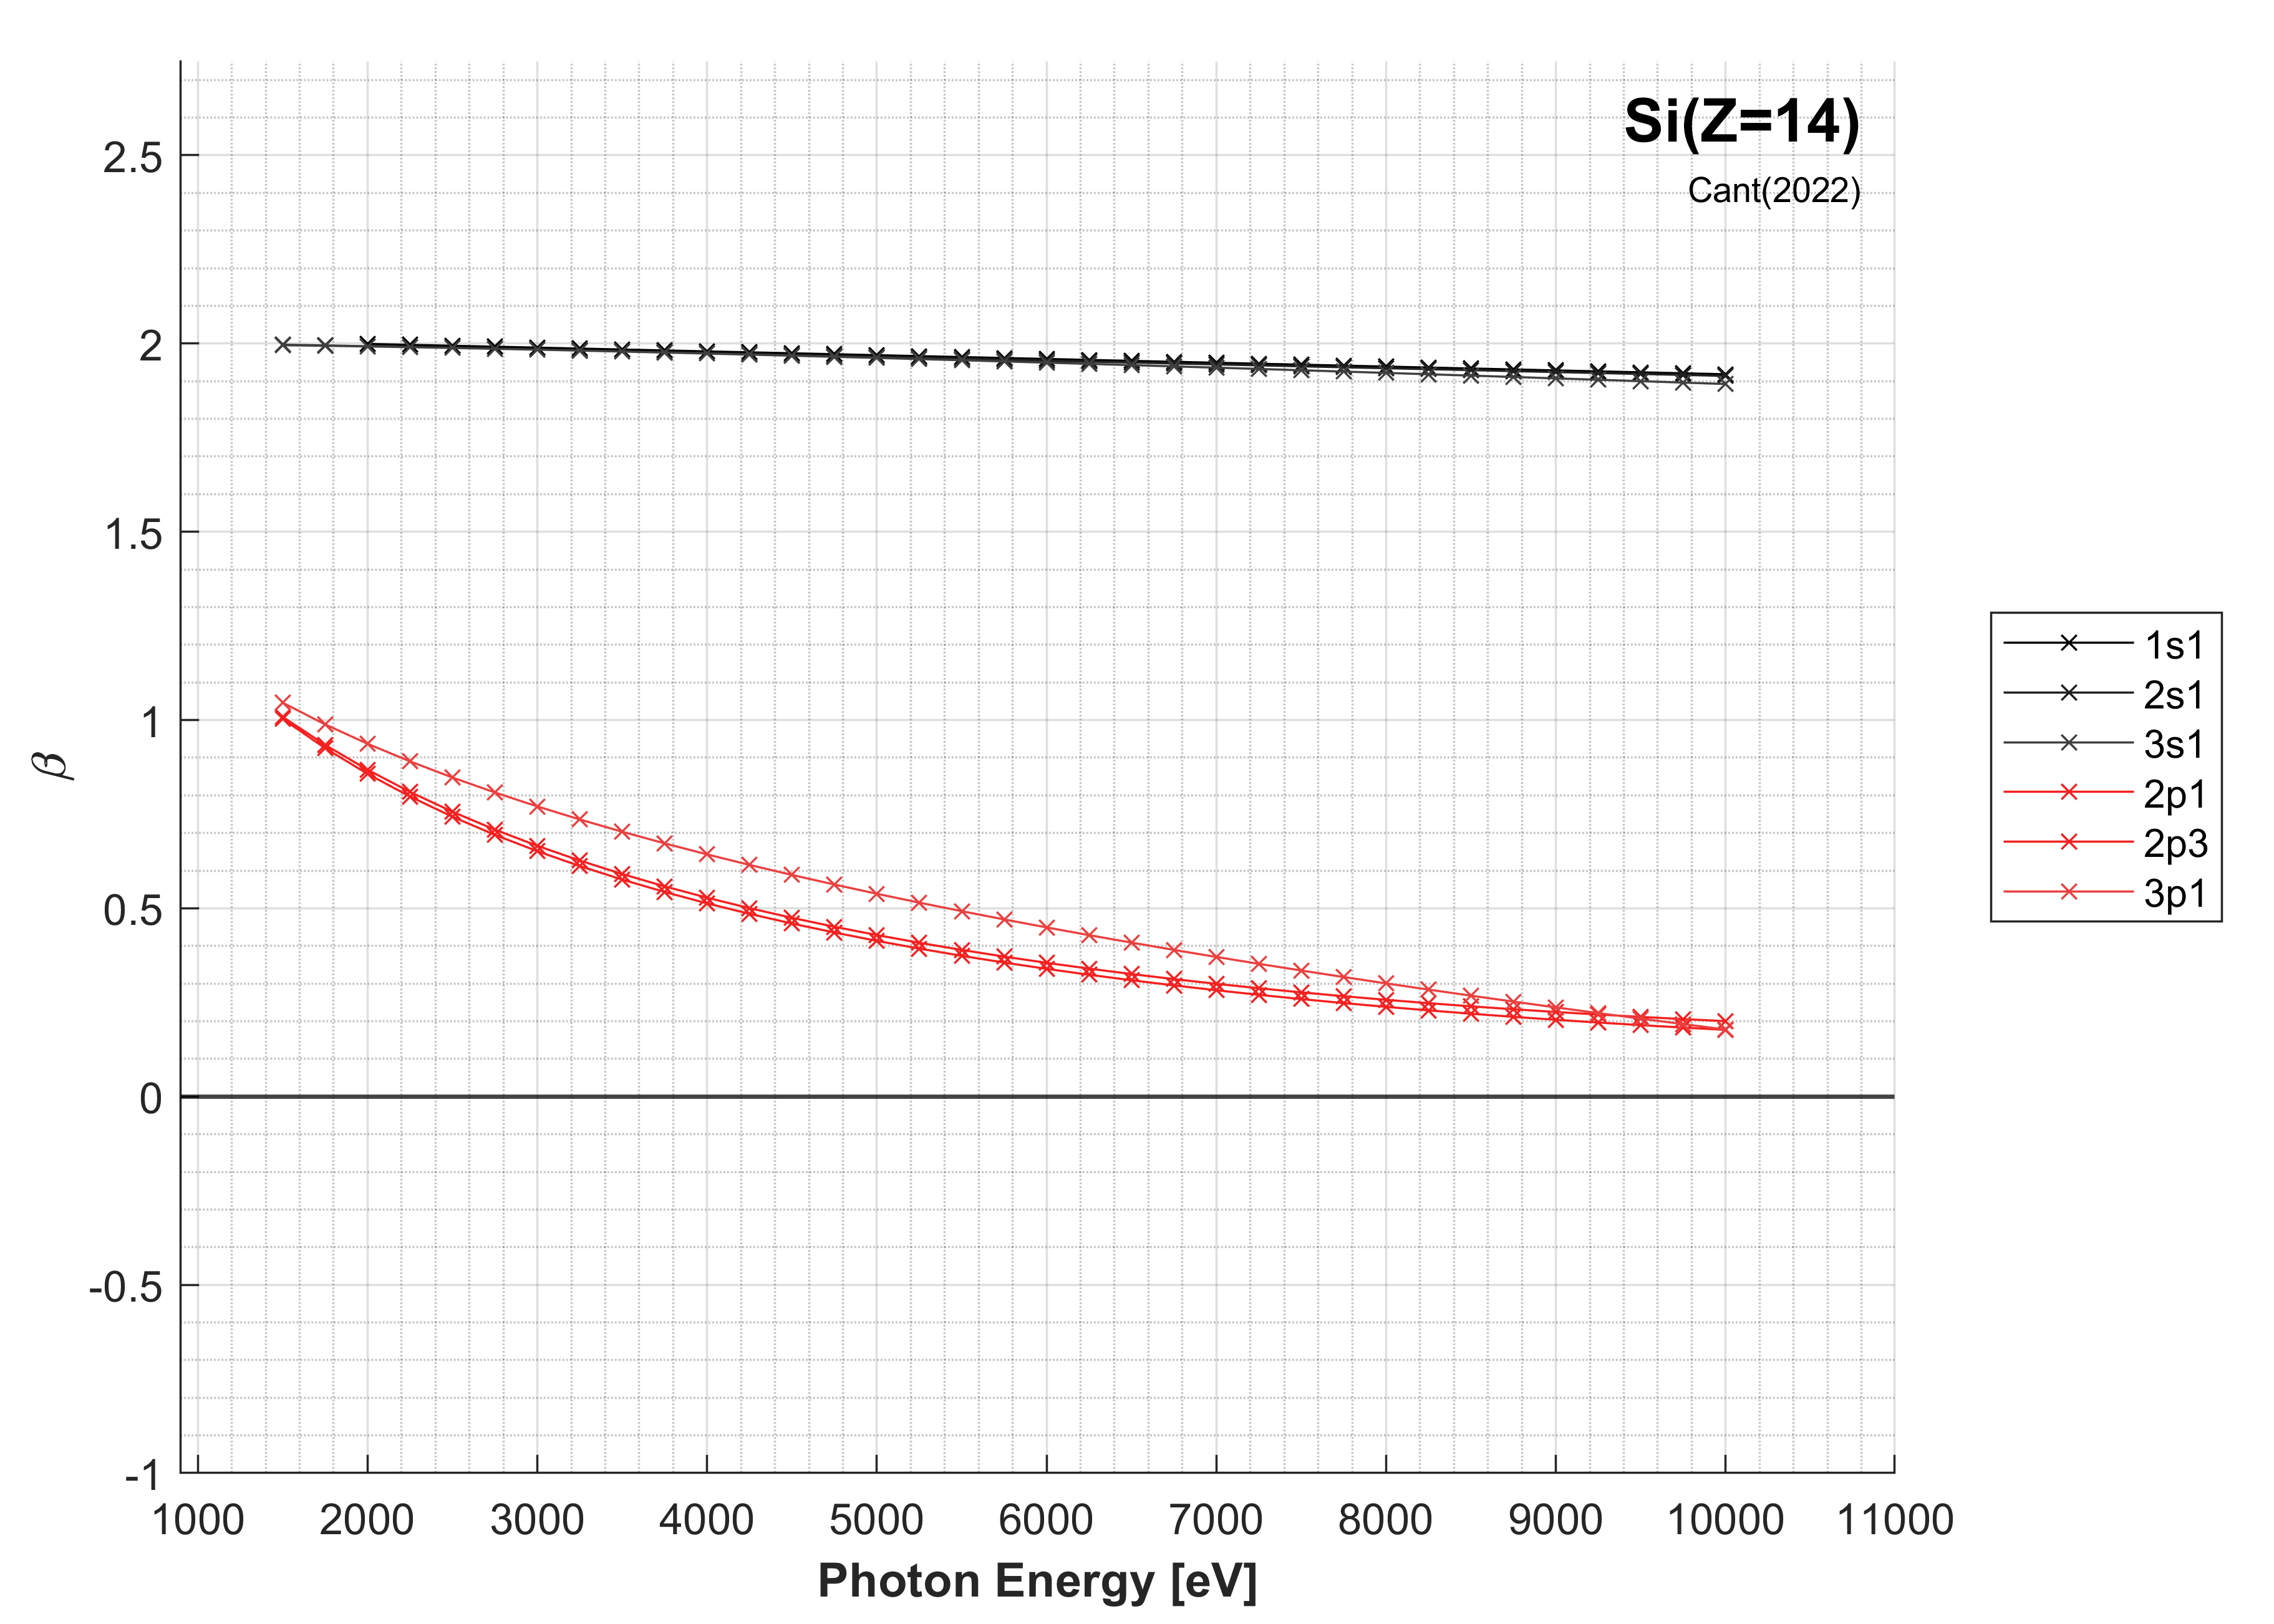 Si(Z=14)
Cant(2022)
2.5
2
1.5
1
0.5
0
-0.5
-1
β
1000 2000 3000 4000 5000 6000 7000 8000 9000 10000 11000
Photon Energy [eV]
1s1
2s1
3s1
2p1
2p3
3p1